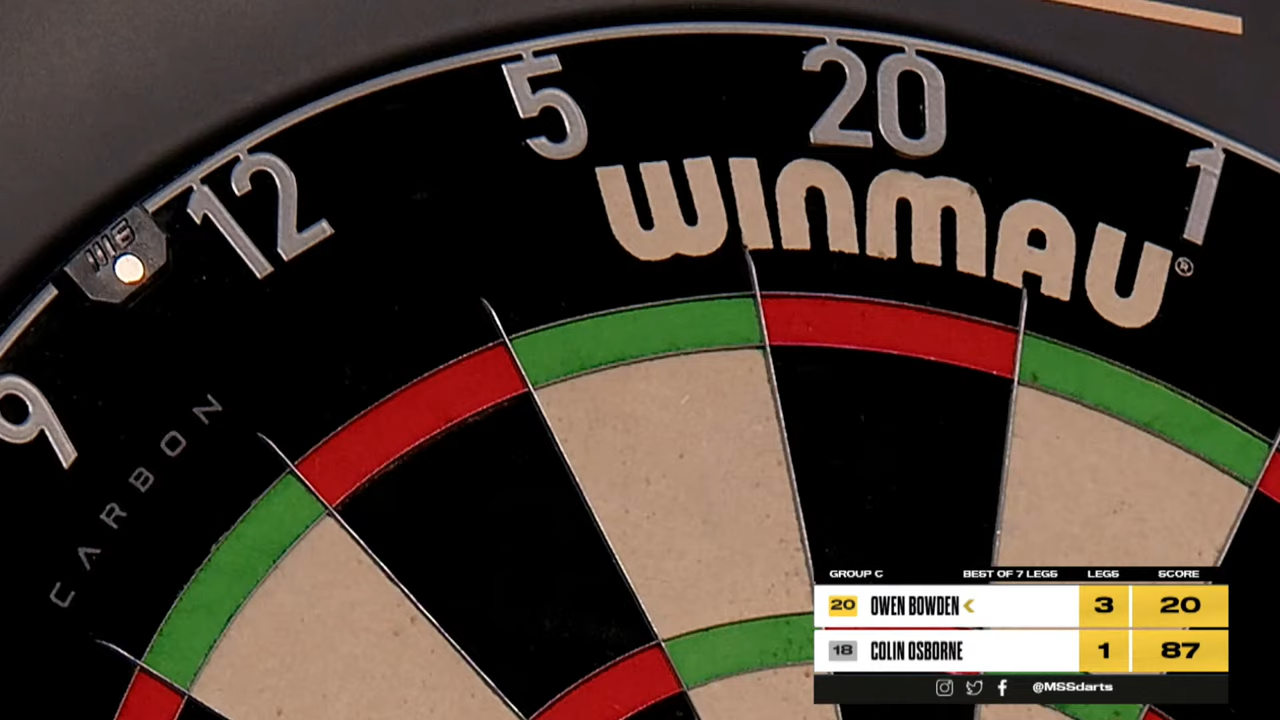 5
20
1
12
WINMAU®
9
CARBON
GROUP C BEST OF 7 LEGS LEGS SCORE
20 OWEN BOWDEN 3 20
18 COLIN OSBORNE 1 87
@MSSdarts